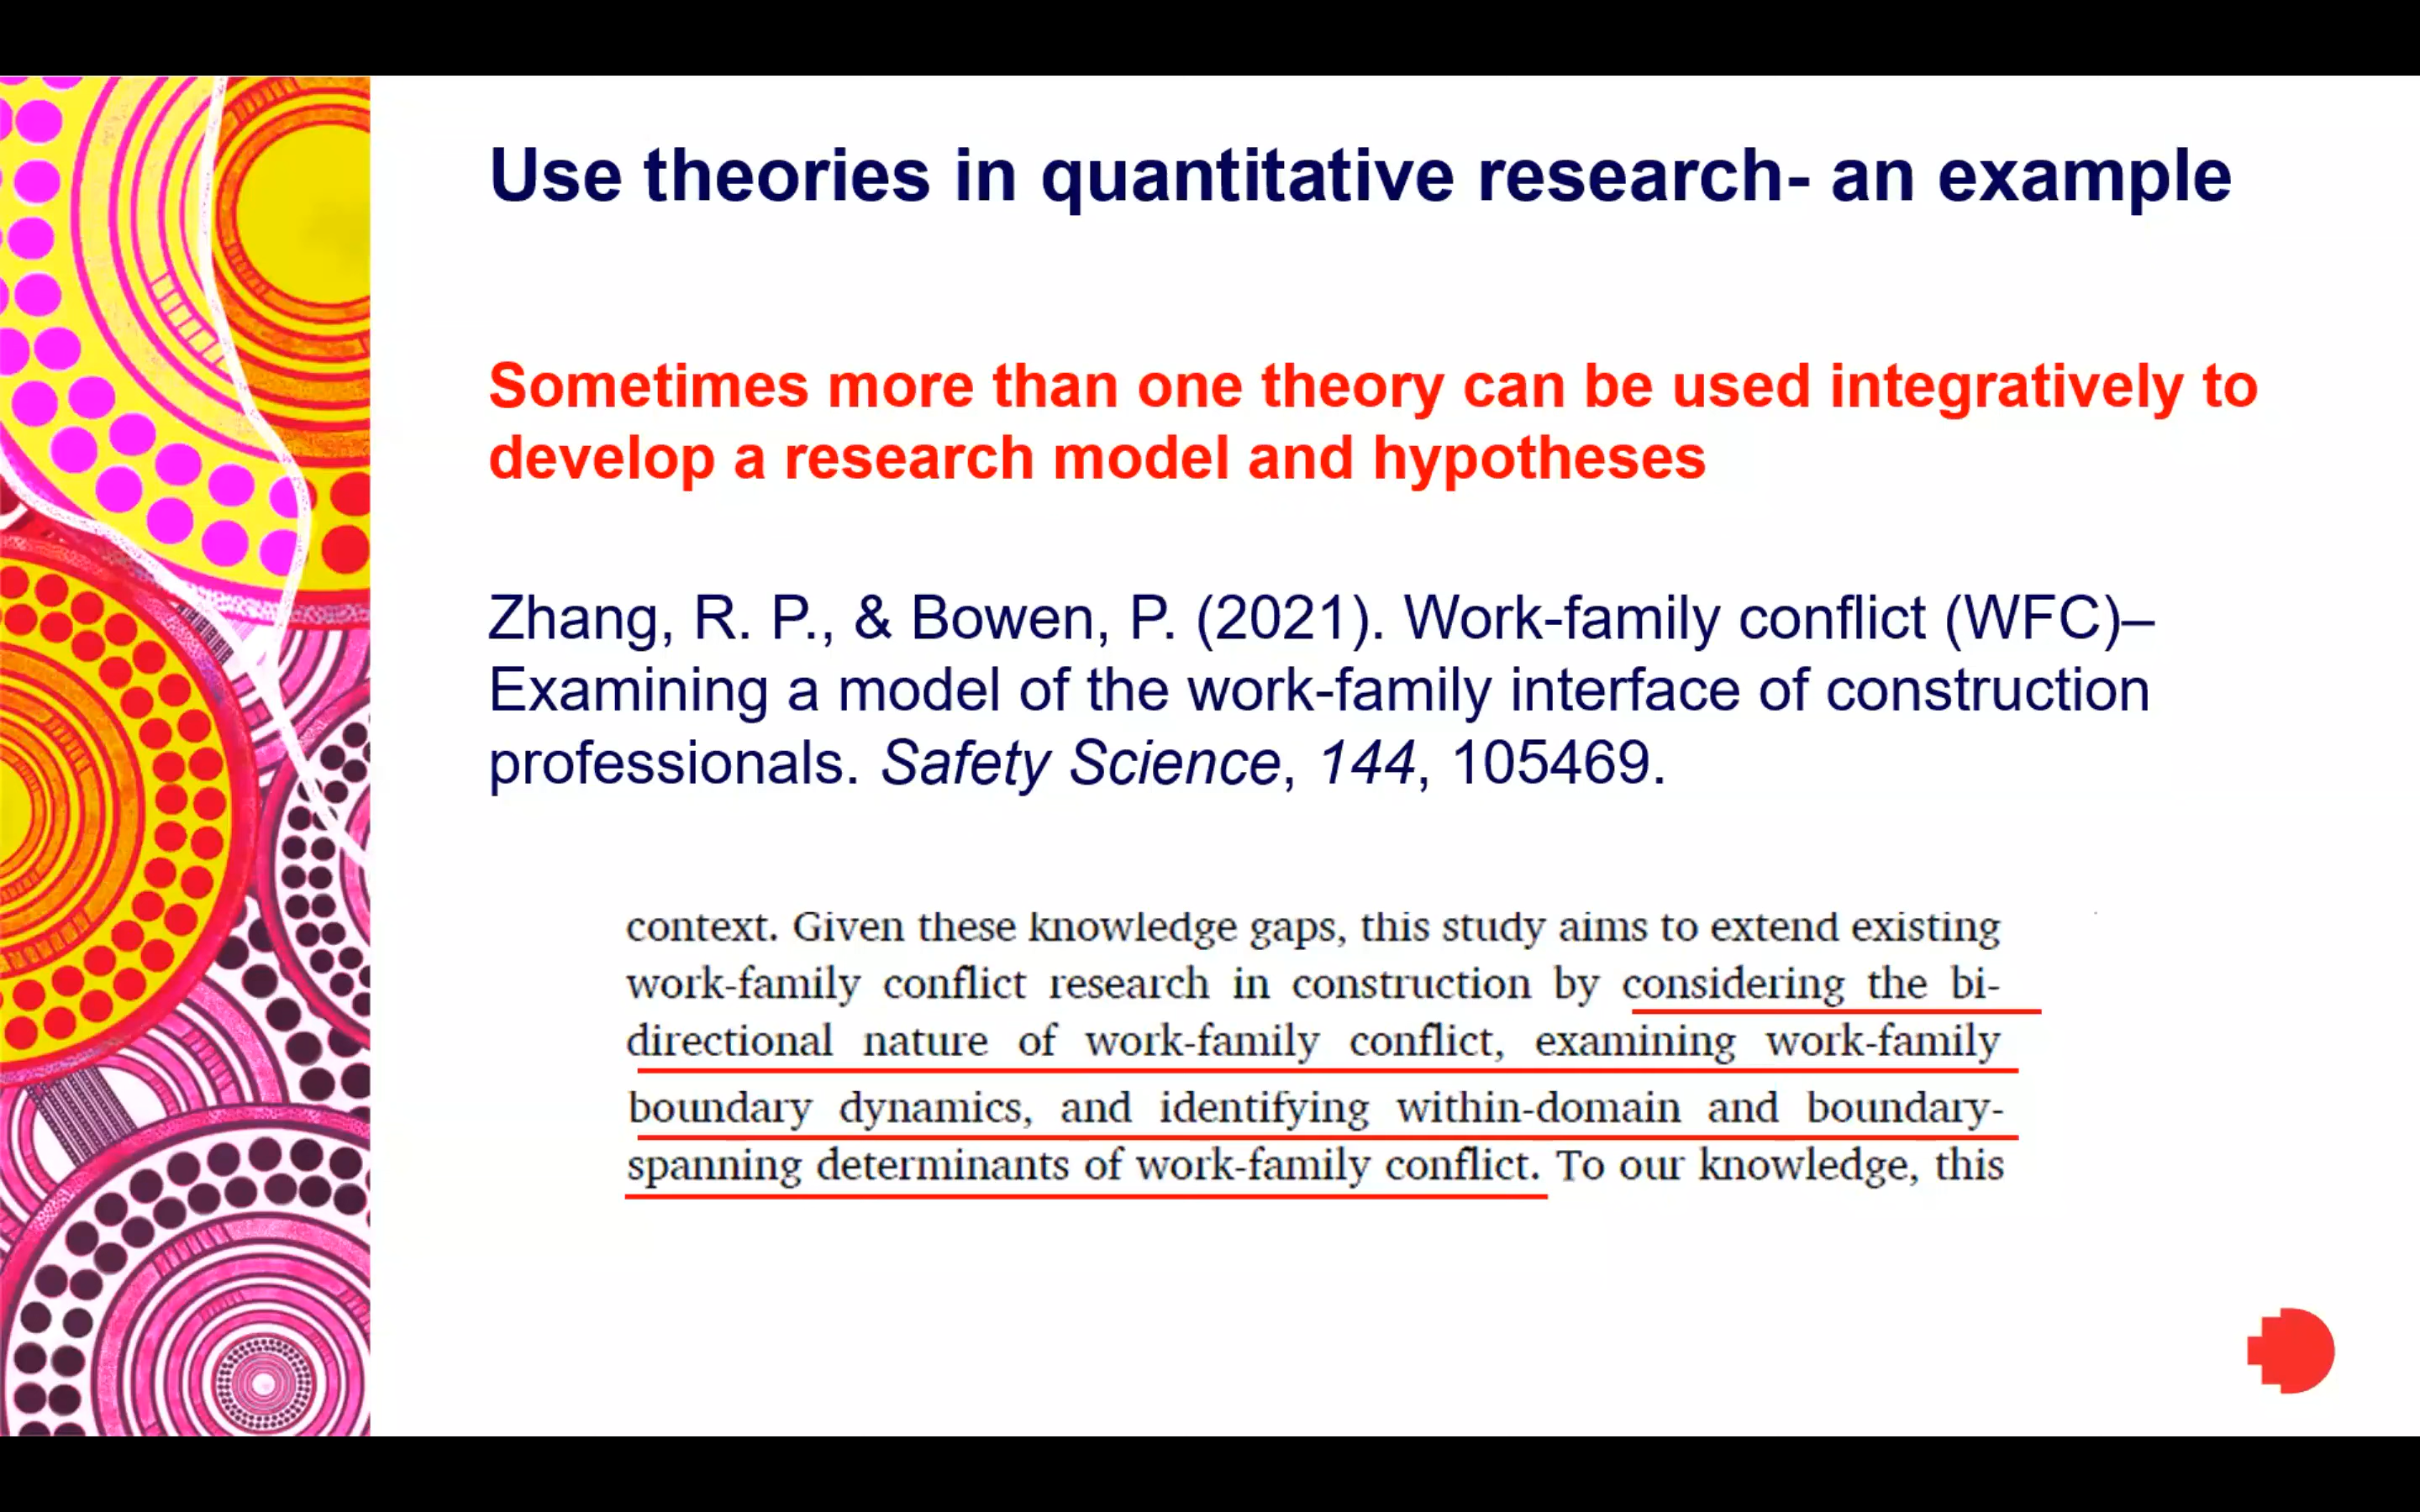 Use theories in quantitative research- an example
Sometimes more than one theory can be used integratively to
develop a research model and hypotheses
Zhang, R. P., & Bowen, P. (2021). Work-family conflict (WFC)–
Examining a model of the work-family interface of construction
professionals. Safety Science, 144, 105469.
context. Given these knowledge gaps, this study aims to extend existing
work-family conflict research in construction by considering the bi-
directional nature of work-family conflict, examining work-family
boundary dynamics, and identifying within-domain and boundary-
spanning determinants of work-family conflict. To our knowledge, this